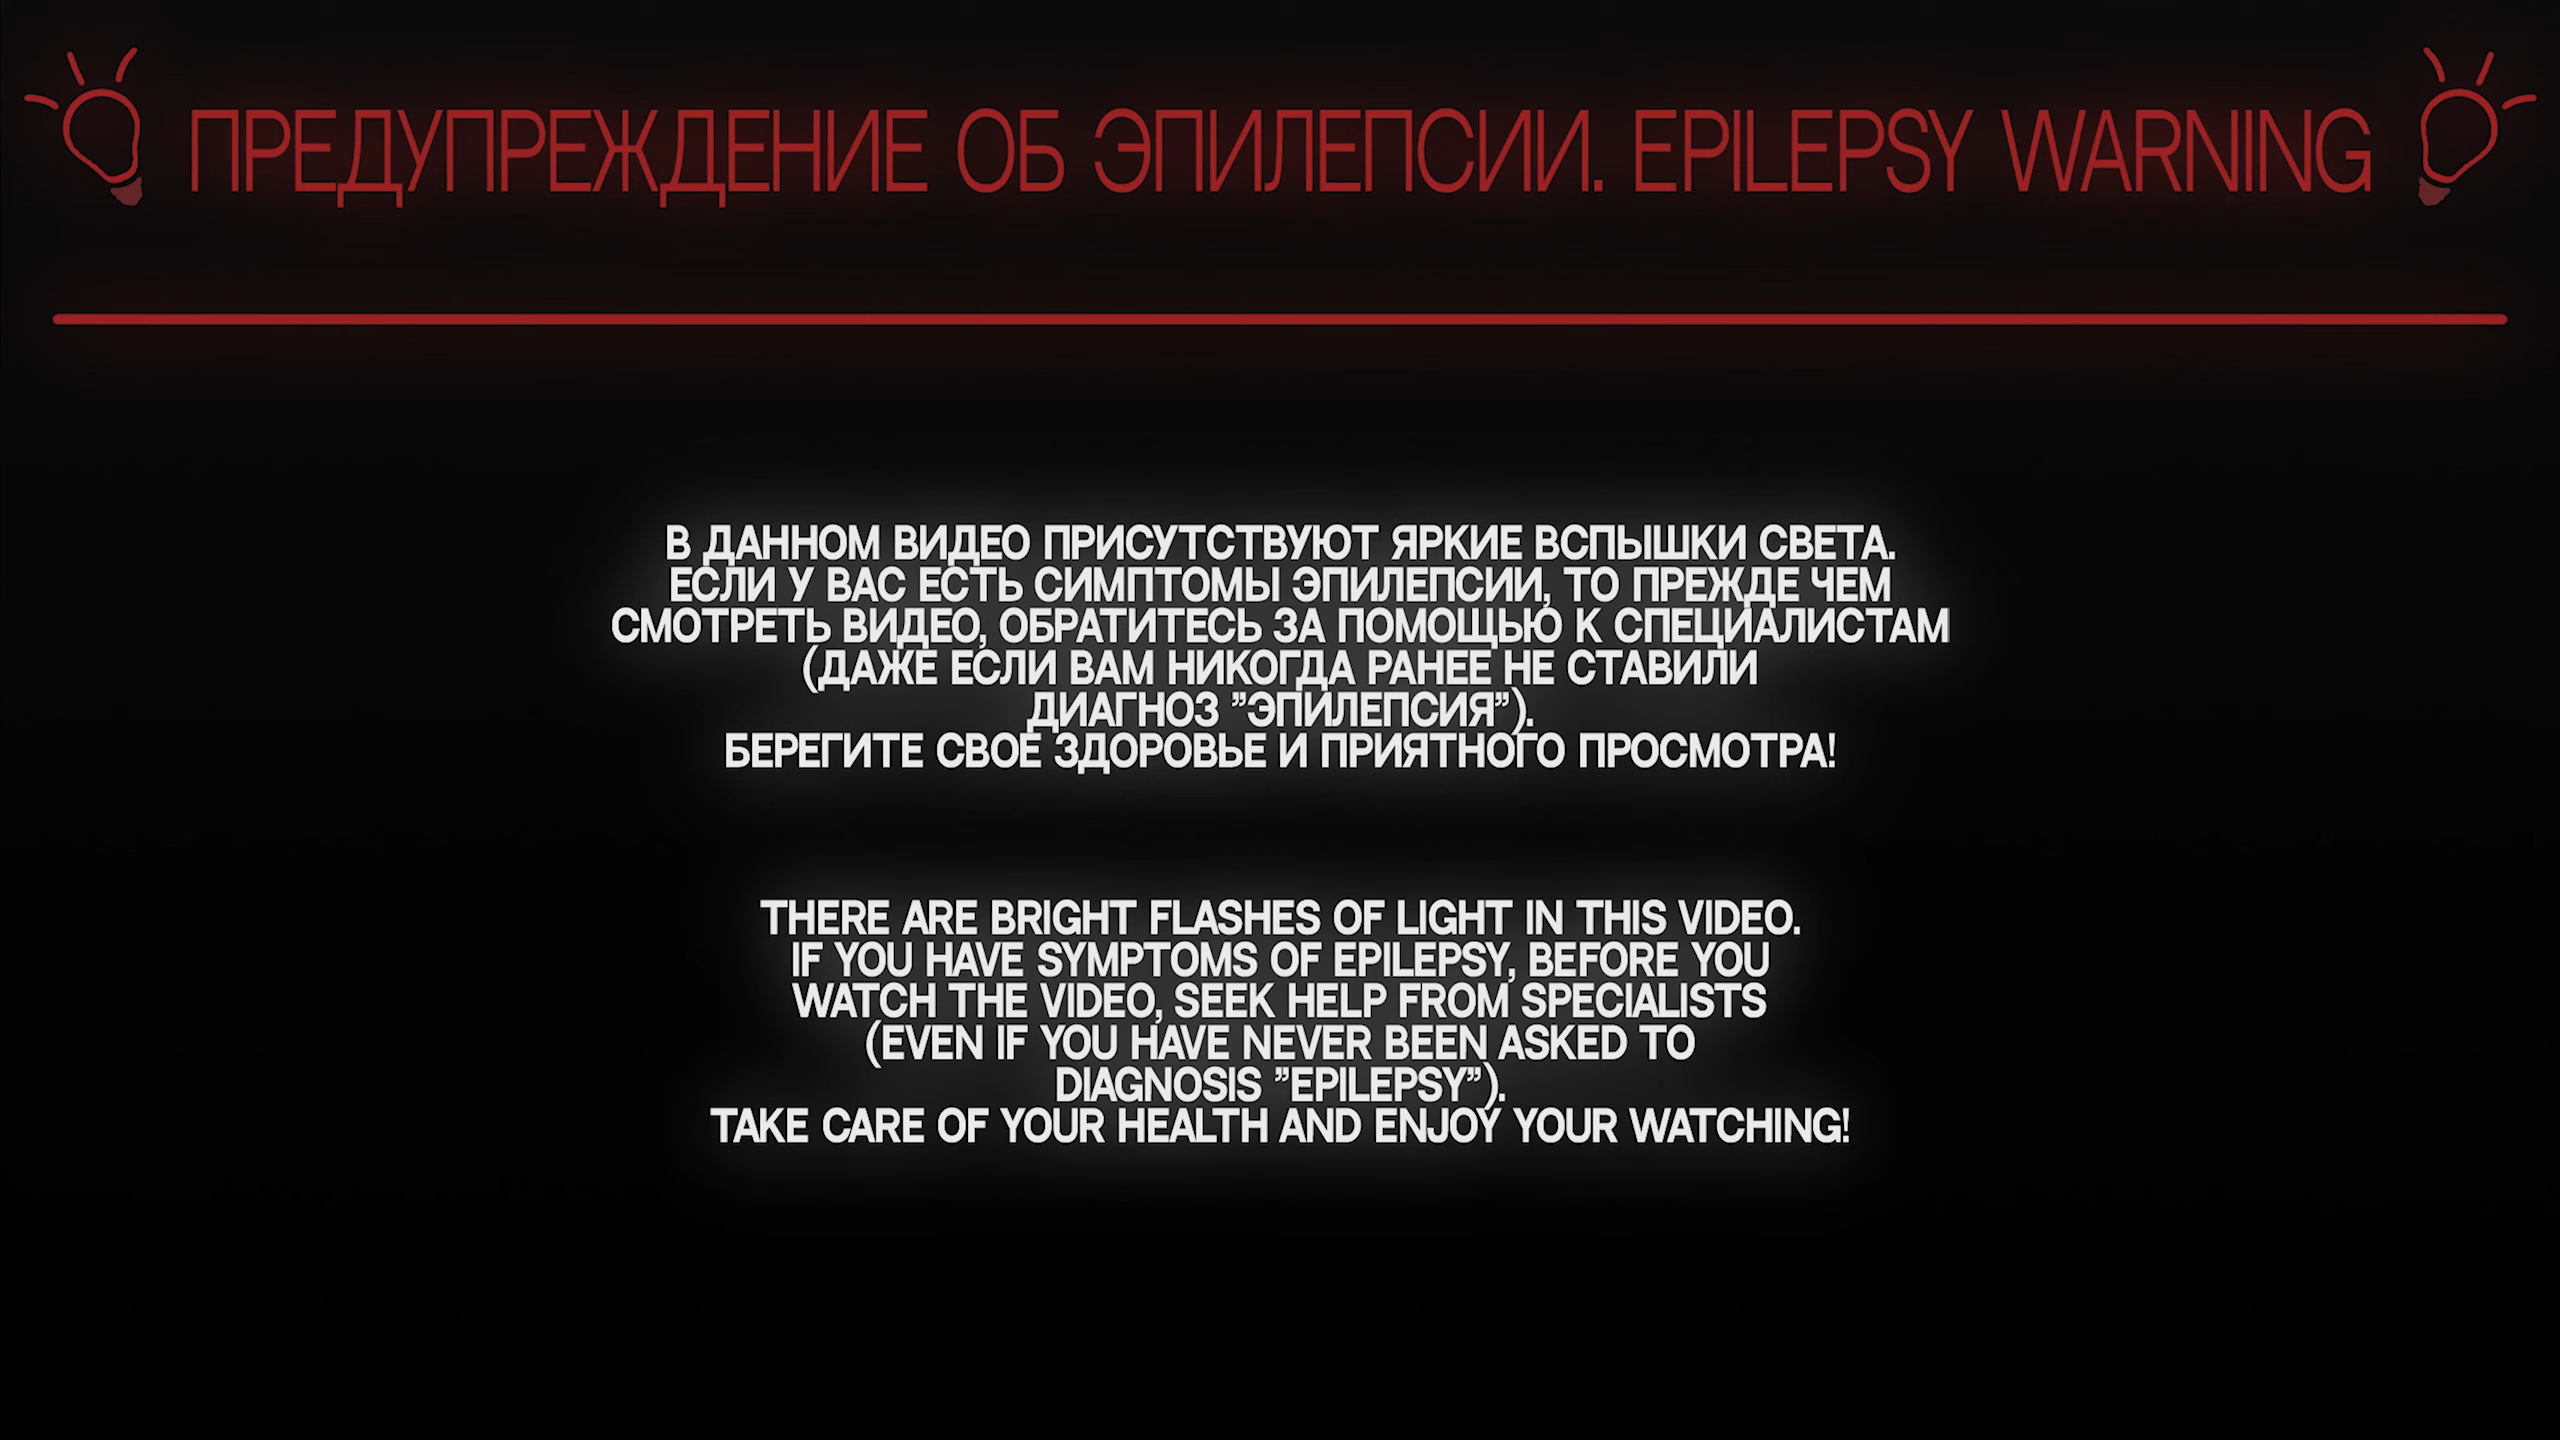 ПРЕДУПРЕЖДЕНИЕ ОБ ЭПИЛЕПСИИ. EPILEPSY WARNING
В ДАННОМ ВИДЕО ПРИСУТСТВУЮТ ЯРКИЕ ВСПЫШКИ СВЕТА.
ЕСЛИ У ВАС ЕСТЬ СИМПТОМЫ ЭПИЛЕПСИИ, ТО ПРЕЖДЕ ЧЕМ
СМОТРЕТЬ ВИДЕО, ОБРАТИТЕСЬ ЗА ПОМОЩЬЮ К СПЕЦИАЛИСТАМ
(ДАЖЕ ЕСЛИ ВАМ НИКОГДА РАНЕЕ НЕ СТАВИЛИ
ДИАГНОЗ ”ЭПИЛЕПСИЯ”).
БЕРЕГИТЕ СВОЕ ЗДОРОВЬЕ И ПРИЯТНОГО ПРОСМОТРА!
THERE ARE BRIGHT FLASHES OF LIGHT IN THIS VIDEO.
IF YOU HAVE SYMPTOMS OF EPILEPSY, BEFORE YOU
WATCH THE VIDEO, SEEK HELP FROM SPECIALISTS
(EVEN IF YOU HAVE NEVER BEEN ASKED TO
DIAGNOSIS ”EPILEPSY”).
TAKE CARE OF YOUR HEALTH AND ENJOY YOUR WATCHING!